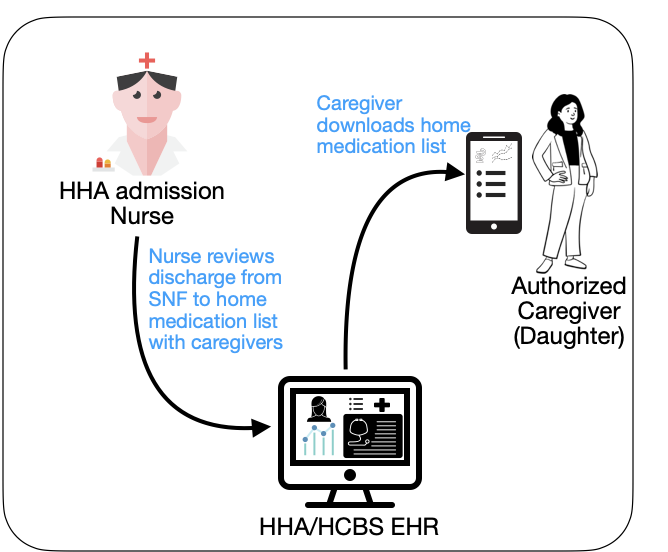 HHA admission
Nurse
Nurse reviews
discharge from
SNF to home
medication list
with caregivers
Caregiver
downloads home
medication list
Authorized
Caregiver
(Daughter)
HHA/HCBS EHR